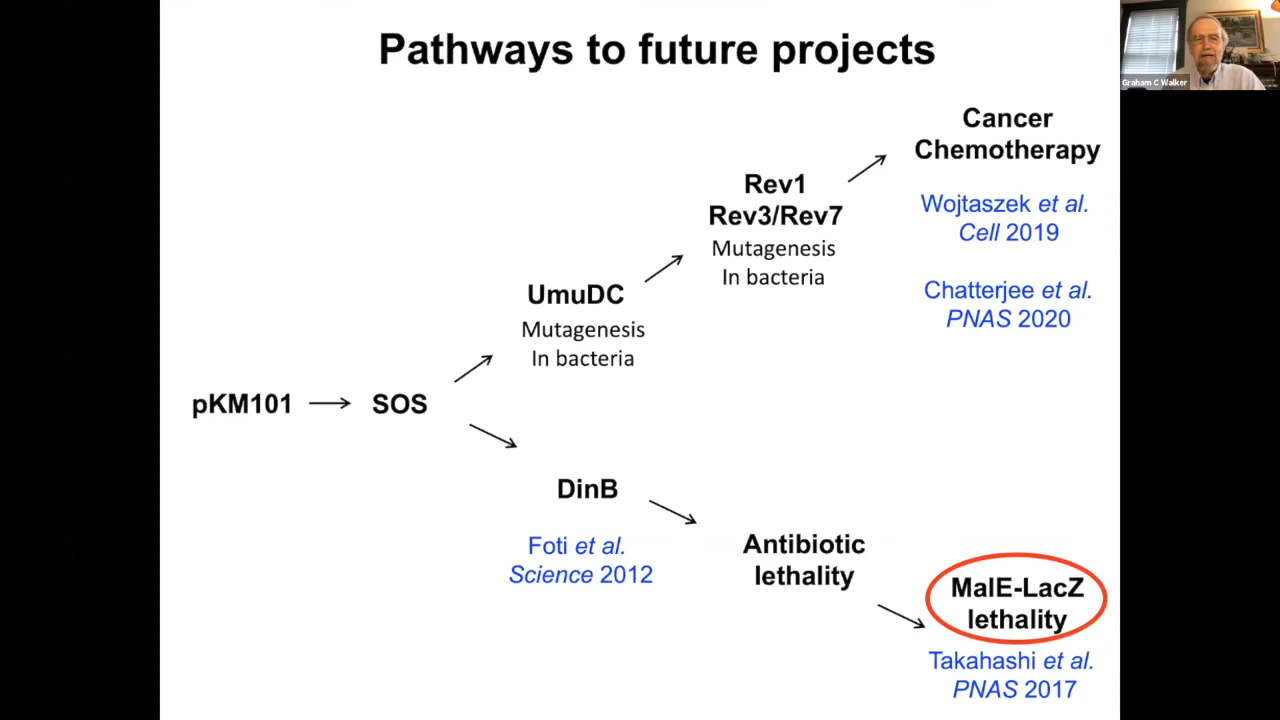 Pathways to future projects
Graham C Walker
Cancer
Chemotherapy
Wojtaszek et al.
Cell 2019
Chatterjee et al.
PNAS 2020
Rev1
Rev3/Rev7
Mutagenesis
In bacteria
UmuDC
Mutagenesis
In bacteria
pKM101
SOS
DinB
Foti et al.
Science 2012
Antibiotic
lethality
MalE-LacZ
lethality
Takahashi et al.
PNAS 2017